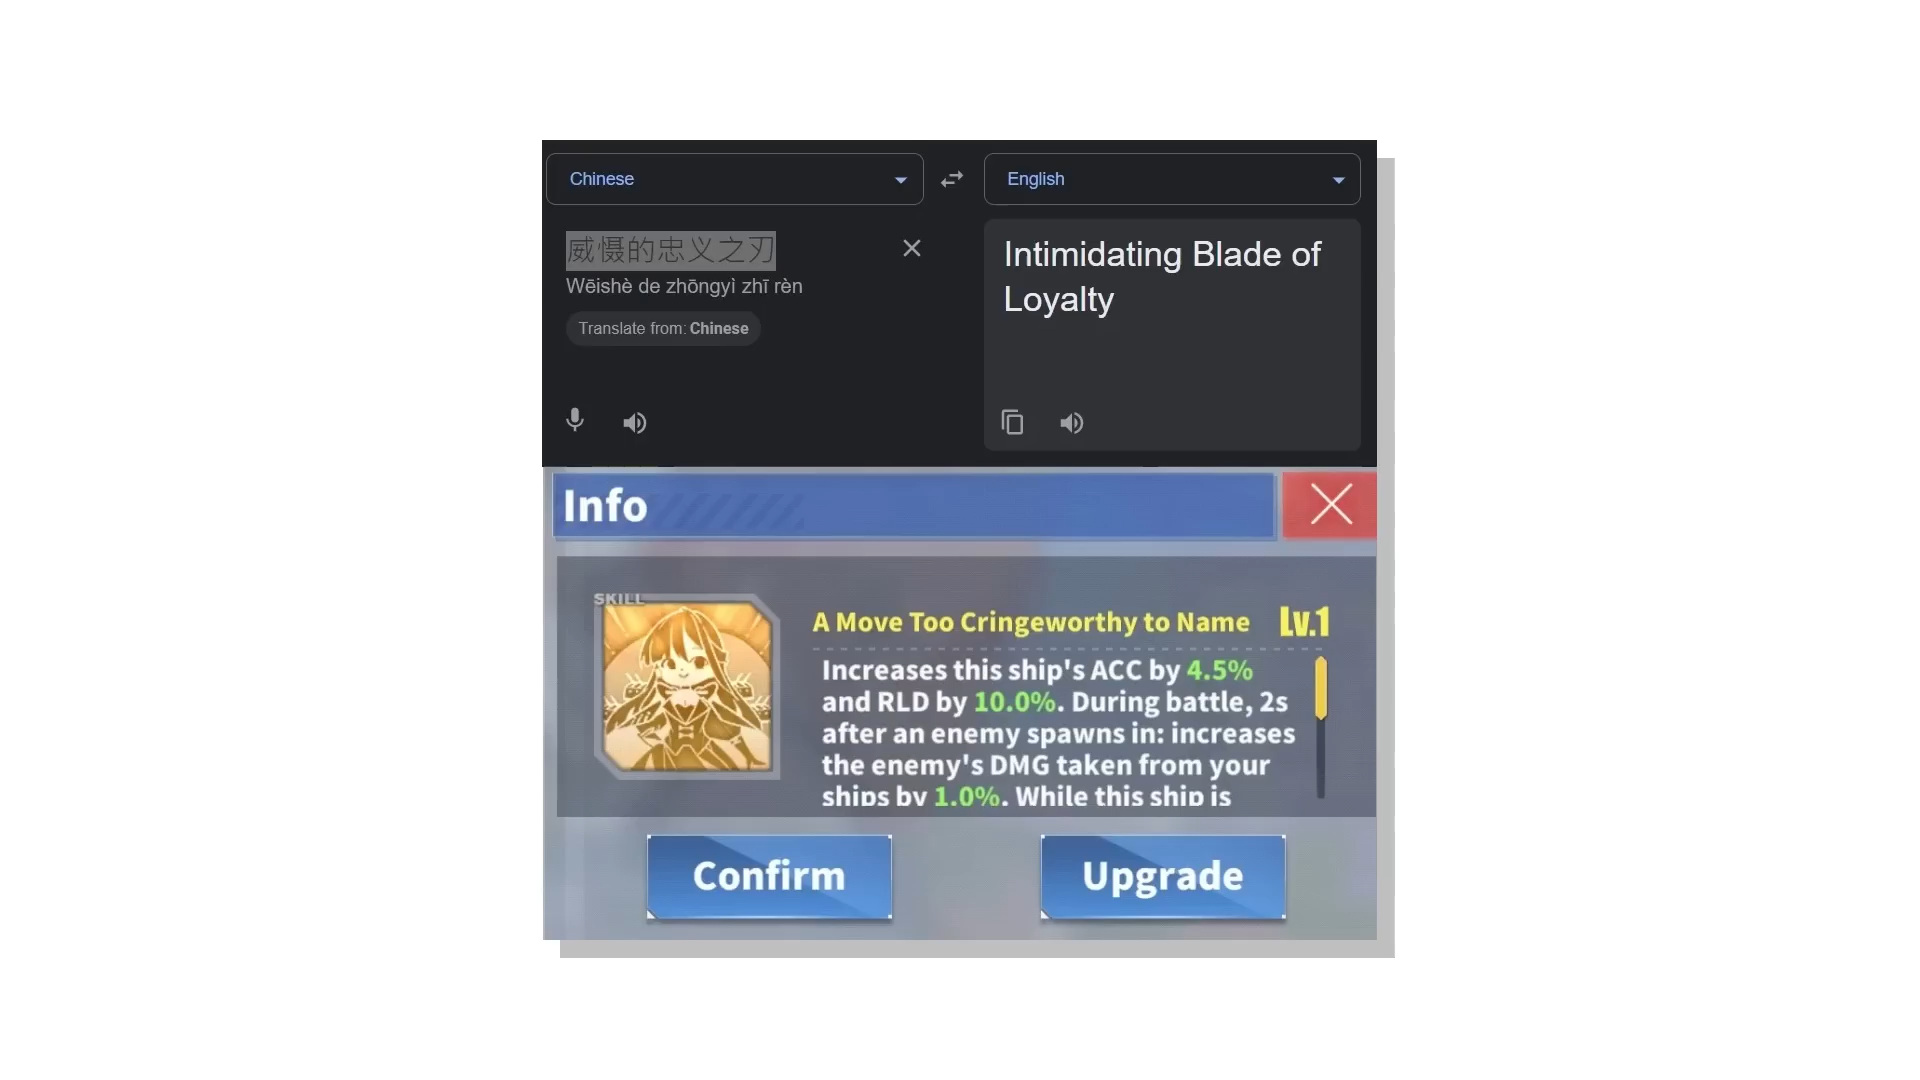 Chinese
English
威慑的忠义之刃
Wēishè de zhōngyì zhī rèn
Translate from: Chinese
Intimidating Blade of
Loyalty
Info
SKILL
A Move Too Cringeworthy to Name Lv.1
Increases this ship's ACC by 4.5%
and RLD by 10.0%. During battle, 2s
after an enemy spawns in: increases
the enemy's DMG taken from your
ships by 1.0%. While this ship is
Confirm
Upgrade